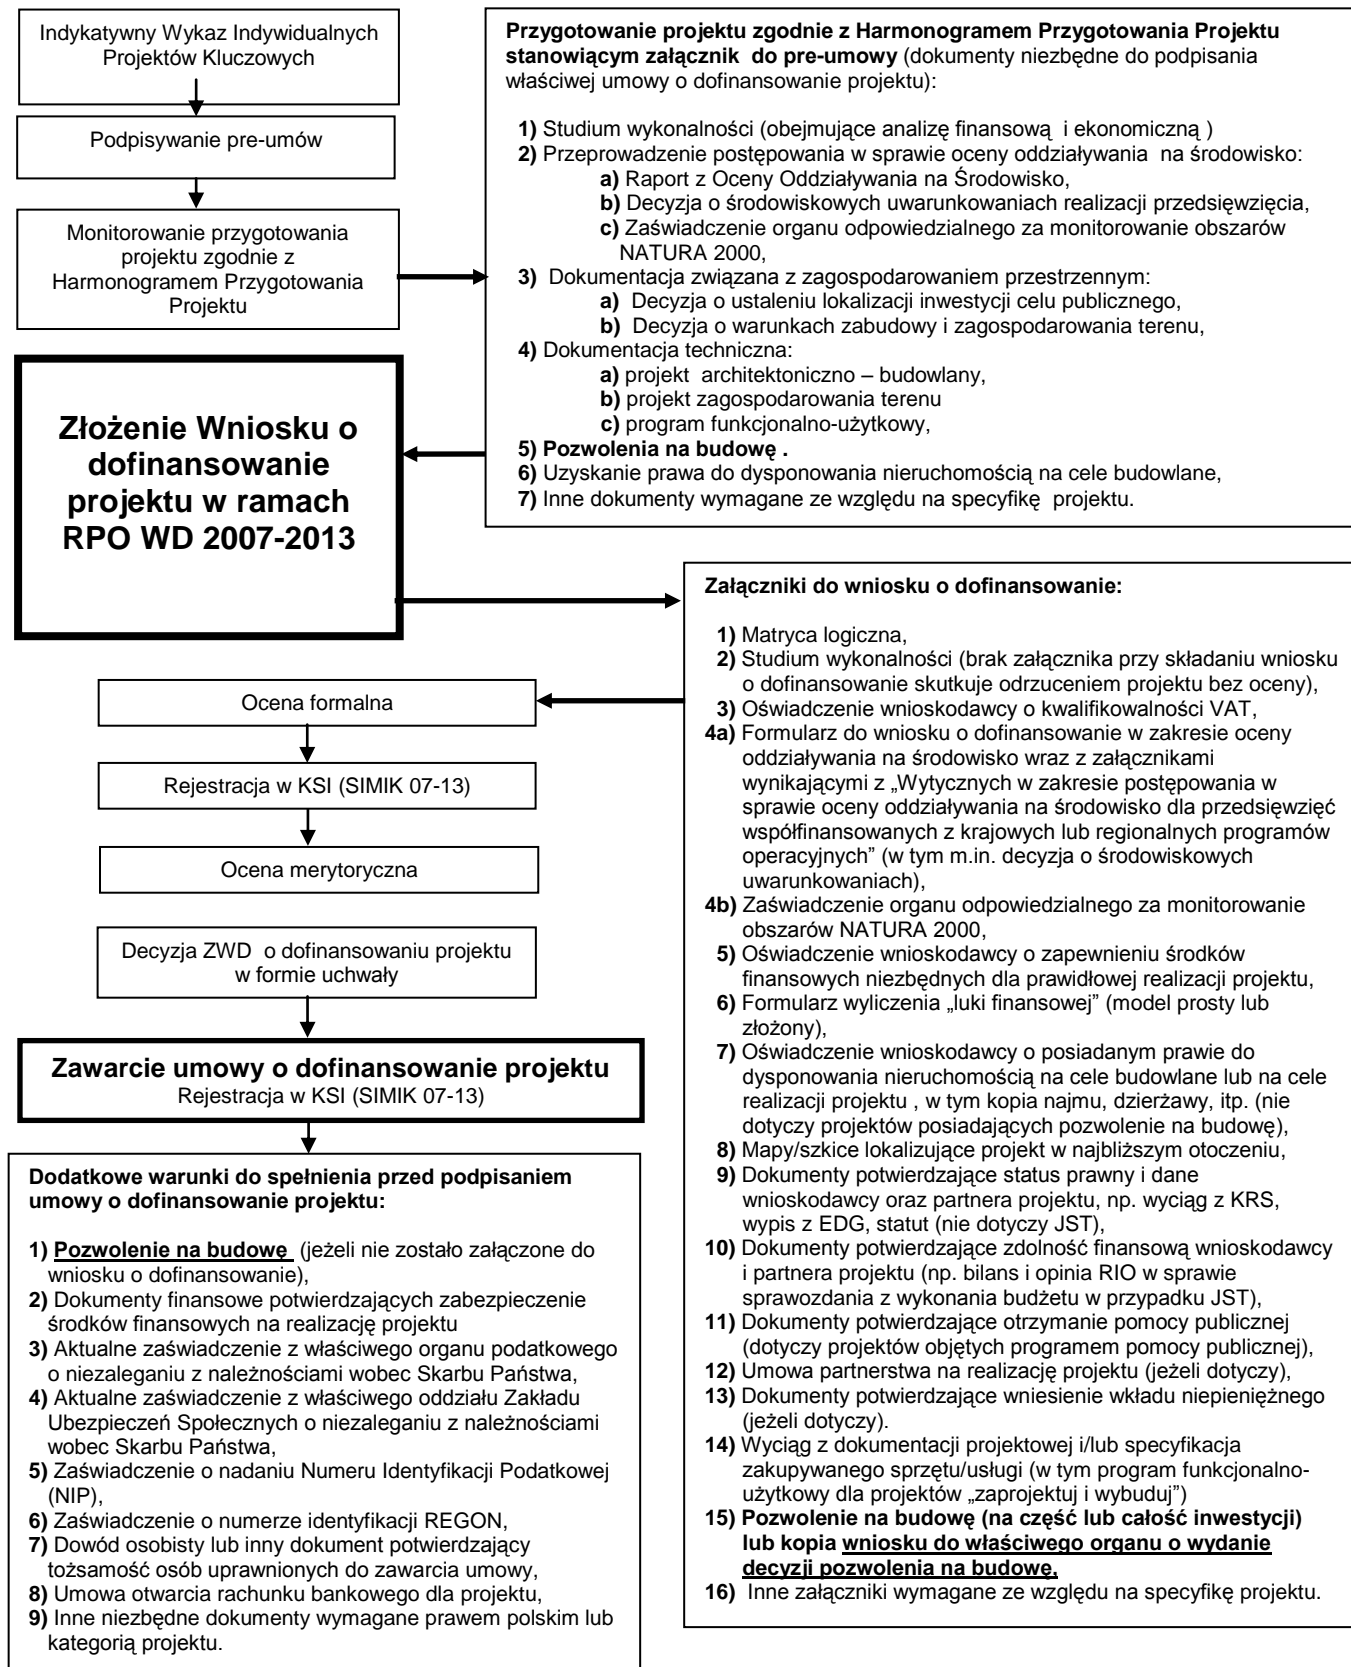 Indykatywny Wykaz Indywidualnych
Projektów Kluczowych
Podpisywanie pre-umów
Monitorowanie przygotowania
projektu zgodnie z
Harmonogramem Przygotowania
Projektu
Przygotowanie projektu zgodnie z Harmonogramem Przygotowania Projektu
stanowiącym załącznik do pre-umowy (dokumenty niezbędne do podpisania
właściwej umowy o dofinansowanie projektu):
1) Studium wykonalności (obejmujące analizę finansową i ekonomiczną )
2) Przeprowadzenie postępowania w sprawie oceny oddziaływania na środowisko:
a) Raport z Oceny Oddziaływania na Środowisko,
b) Decyzja o środowiskowych uwarunkowaniach realizacji przedsięwzięcia,
c) Zaświadczenie organu odpowiedzialnego za monitorowanie obszarów
NATURA 2000,
3) Dokumentacja związana z zagospodarowaniem przestrzennym:
a) Decyzja o ustaleniu lokalizacji inwestycji celu publicznego,
b) Decyzja o warunkach zabudowy i zagospodarowania terenu,
4) Dokumentacja techniczna:
a) projekt architektoniczno – budowlany,
b) projekt zagospodarowania terenu
c) program funkcjonalno-użytkowy,
5) Pozwolenia na budowę .
6) Uzyskanie prawa do dysponowania nieruchomością na cele budowlane,
7) Inne dokumenty wymagane ze względu na specyfikę projektu.
Złożenie Wniosku o
dofinansowanie
projektu w ramach
RPO WD 2007-2013
Załączniki do wniosku o dofinansowanie:
1) Matryca logiczna,
2) Studium wykonalności (brak załącznika przy składaniu wniosku
o dofinansowanie skutkuje odrzuceniem projektu bez oceny),
3) Oświadczenie wnioskodawcy o kwalifikowalności VAT,
4a) Formularz do wniosku o dofinansowanie w zakresie oceny
oddziaływania na środowisko wraz z załącznikami
wynikającymi z „Wytycznych w zakresie postępowania w
sprawie oceny oddziaływania na środowisko dla przedsięwzięć
współfinansowanych z krajowych lub regionalnych programów
operacyjnych” (w tym m.in. decyzja o środowiskowych
uwarunkowaniach),
4b) Zaświadczenie organu odpowiedzialnego za monitorowanie
obszarów NATURA 2000,
5) Oświadczenie wnioskodawcy o zapewnieniu środków
finansowych niezbędnych dla prawidłowej realizacji projektu,
6) Formularz wyliczenia „luki finansowej” (model prosty lub
złożony),
7) Oświadczenie wnioskodawcy o posiadanym prawie do
dysponowania nieruchomością na cele budowlane lub na cele
realizacji projektu , w tym kopia najmu, dzierżawy, itp. (nie
dotyczy projektów posiadających pozwolenie na budowę),
8) Mapy/szkice lokalizujące projekt w najbliższym otoczeniu,
9) Dokumenty potwierdzające status prawny i dane
wnioskodawcy oraz partnera projektu, np. wyciąg z KRS,
wypis z EDG, statut (nie dotyczy JST),
10) Dokumenty potwierdzające zdolność finansową wnioskodawcy
i partnera projektu (np. bilans i opinia RIO w sprawie
sprawozdania z wykonania budżetu w przypadku JST),
11) Dokumenty potwierdzające otrzymanie pomocy publicznej
(dotyczy projektów objętych programem pomocy publicznej),
12) Umowa partnerstwa na realizację projektu (jeżeli dotyczy),
13) Dokumenty potwierdzające wniesienie wkładu niepieniężnego
(jeżeli dotyczy).
14) Wyciąg z dokumentacji projektowej i/lub specyfikacja
zakupywanego sprzętu/usługi (w tym program funkcjonalno-
użytkowy dla projektów „zaprojektuj i wybuduj”)
15) Pozwolenie na budowę (na część lub całość inwestycji)
lub kopia wniosku do właściwego organu o wydanie
decyzji pozwolenia na budowę,
16) Inne załączniki wymagane ze względu na specyfikę projektu.
Ocena formalna
Rejestracja w KSI (SIMIK 07-13)
Ocena merytoryczna
Decyzja ZWD o dofinansowaniu projektu
w formie uchwały
Zawarcie umowy o dofinansowanie projektu
Rejestracja w KSI (SIMIK 07-13)
Dodatkowe warunki do spełnienia przed podpisaniem
umowy o dofinansowanie projektu:
1) Pozwolenie na budowę (jeżeli nie zostało załączone do
wniosku o dofinansowanie),
2) Dokumenty finansowe potwierdzających zabezpieczenie
środków finansowych na realizację projektu
3) Aktualne zaświadczenie z właściwego organu podatkowego
o niezaleganiu z należnościami wobec Skarbu Państwa,
4) Aktualne zaświadczenie z właściwego oddziału Zakładu
Ubezpieczeń Społecznych o niezaleganiu z należnościami
wobec Skarbu Państwa,
5) Zaświadczenie o nadaniu Numeru Identyfikacji Podatkowej
(NIP),
6) Zaświadczenie o numerze identyfikacji REGON,
7) Dowód osobisty lub inny dokument potwierdzający
tożsamość osób uprawnionych do zawarcia umowy,
8) Umowa otwarcia rachunku bankowego dla projektu,
9) Inne niezbędne dokumenty wymagane prawem polskim lub
kategorią projektu.